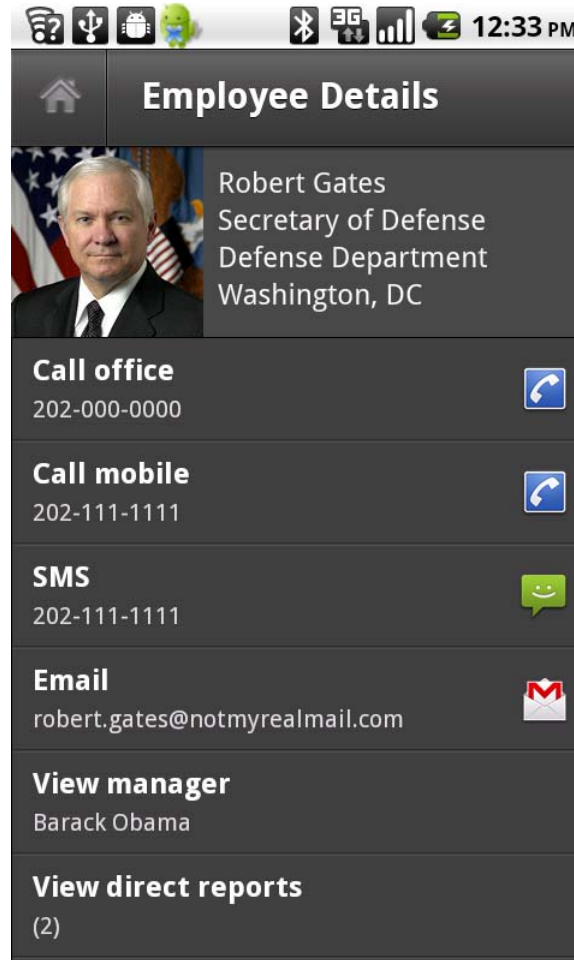 3G 12:33 PM
Employee Details
Robert Gates
Secretary of Defense
Defense Department
Washington, DC
Call office
202-000-0000
Call mobile
202-111-1111
SMS
202-111-1111
Email
robert.gates@notmyrealmail.com
View manager
Barack Obama
View direct reports
(2)